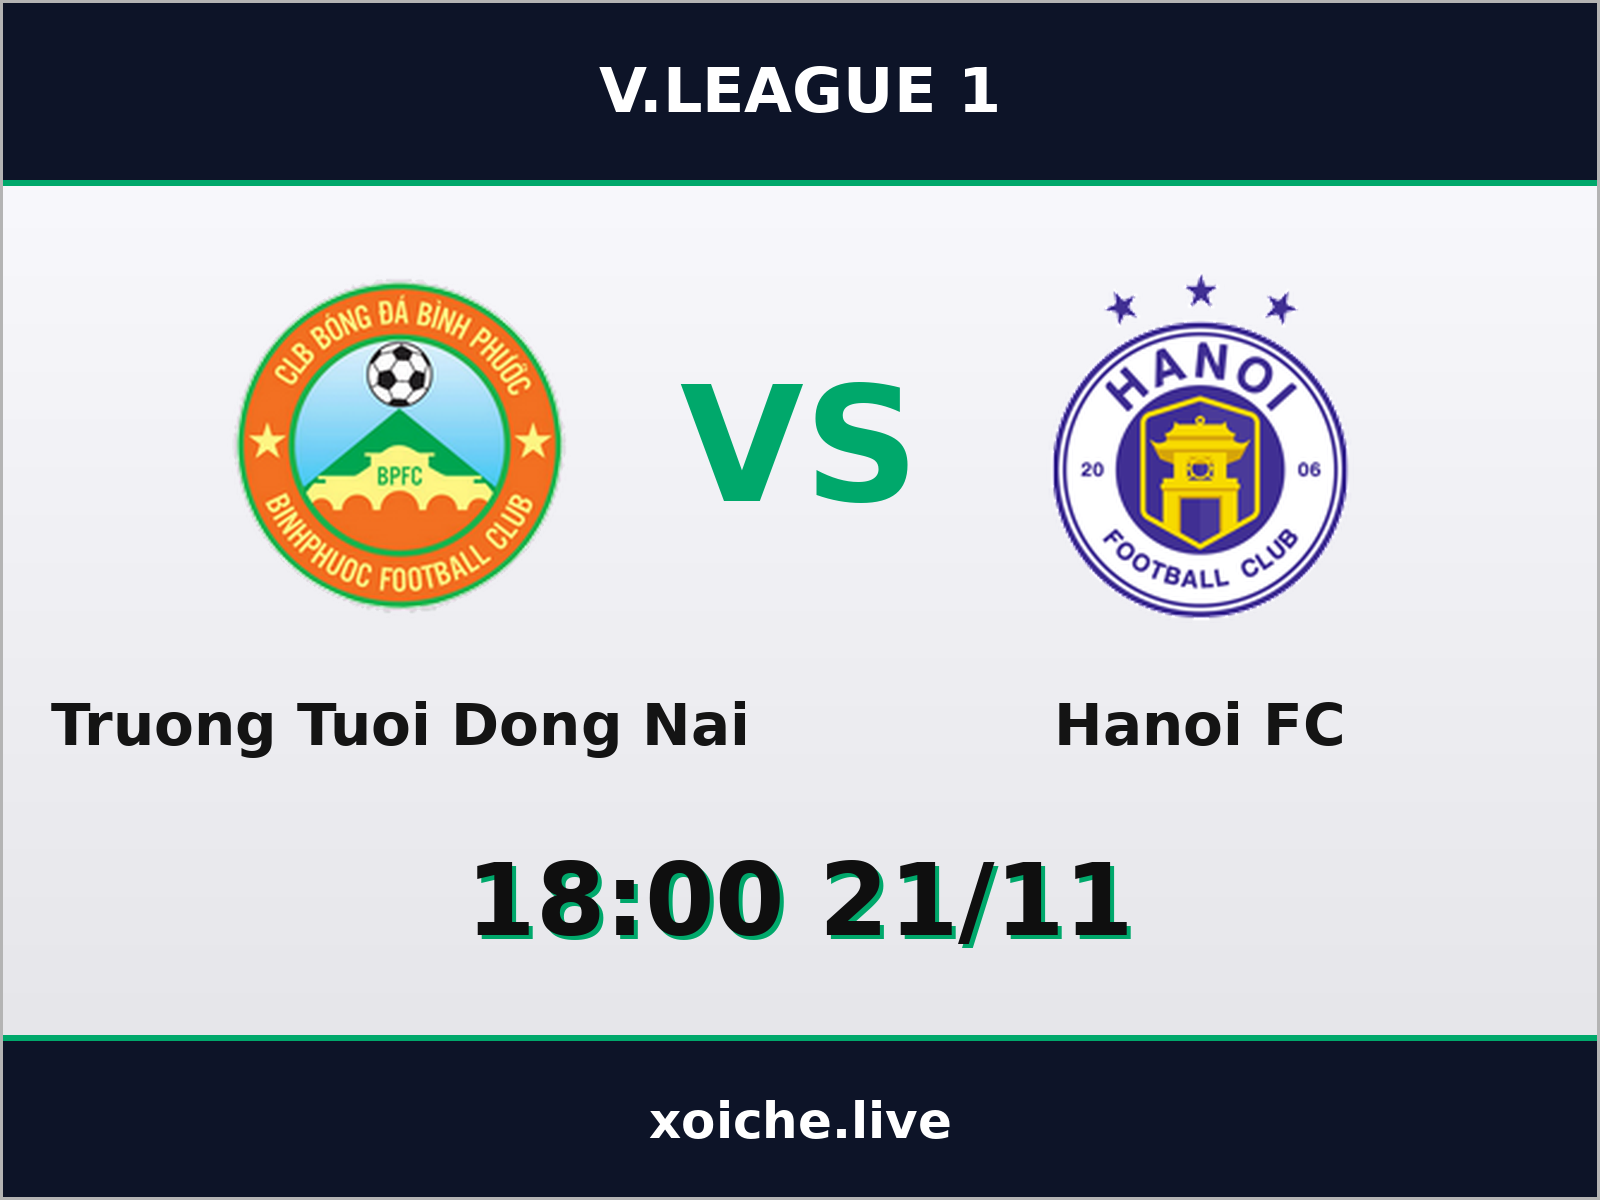 V.LEAGUE 1
CLB BÓNG ĐÁ BÌNH PHƯỚC
BPFC
BINHPHUOC FOOTBALL CLUB
VS
HANOI
20 06
FOOTBALL CLUB
Truong Tuoi Dong Nai
Hanoi FC
18:00 21/11
xoiche.live